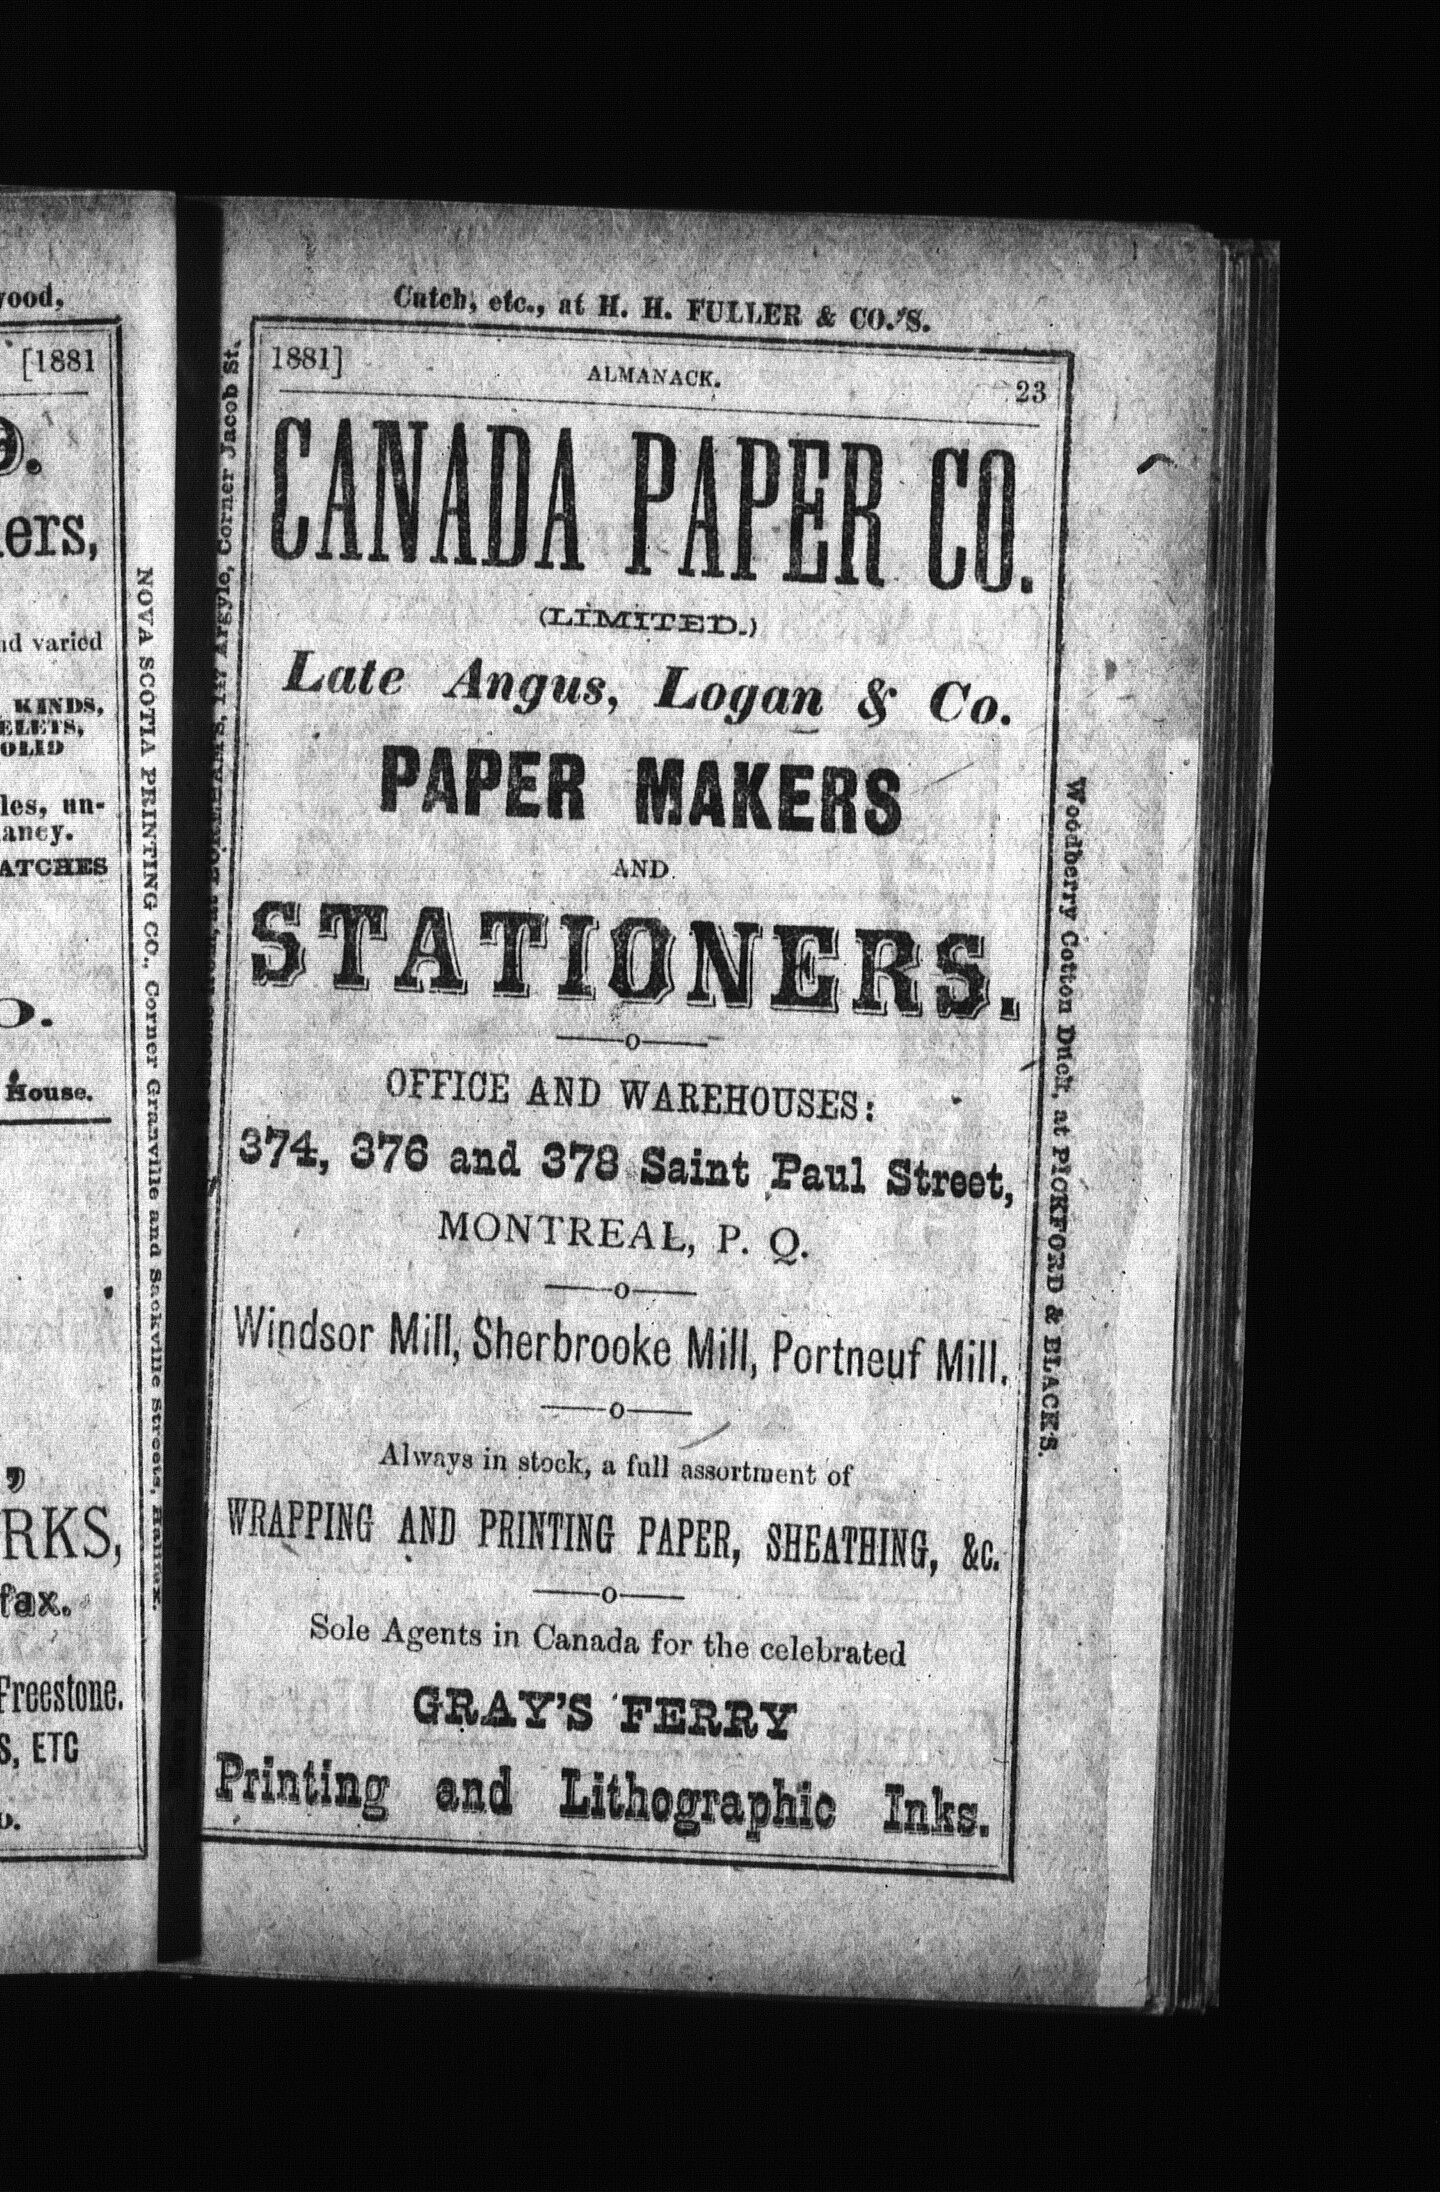 wood,
[1881
O.
ers,
nd varied
KINDS,
ELETS,
OLID
les, un-
ancy.
ATCHES
O.
House.
,
RKS,
fax.
Freestone.
S, ETC
O.
NOVA SCOTIA PRINTING CO., Corner Granville and Sackville Streets, Halifax.
at BOREHAM'S, 117 Argyle, Corner Jacob St.
Cutch, etc., at H. H. FULLER & CO.'S.
1881] ALMANACK. 23
CANADA PAPER CO.
(LIMITED.)
Late Angus, Logan & Co.
PAPER MAKERS
AND
STATIONERS.
OFFICE AND WAREHOUSES:
374, 376 and 378 Saint Paul Street,
MONTREAL, P. Q.
Windsor Mill, Sherbrooke Mill, Portneuf Mill.
Always in stock, a full assortment of
WRAPPING AND PRINTING PAPER, SHEATHING, &c.
Sole Agents in Canada for the celebrated
GRAY'S FERRY
Printing and Lithographic Inks.
Woodberry Cotton Duck, at PICKFORD & BLACK'S.